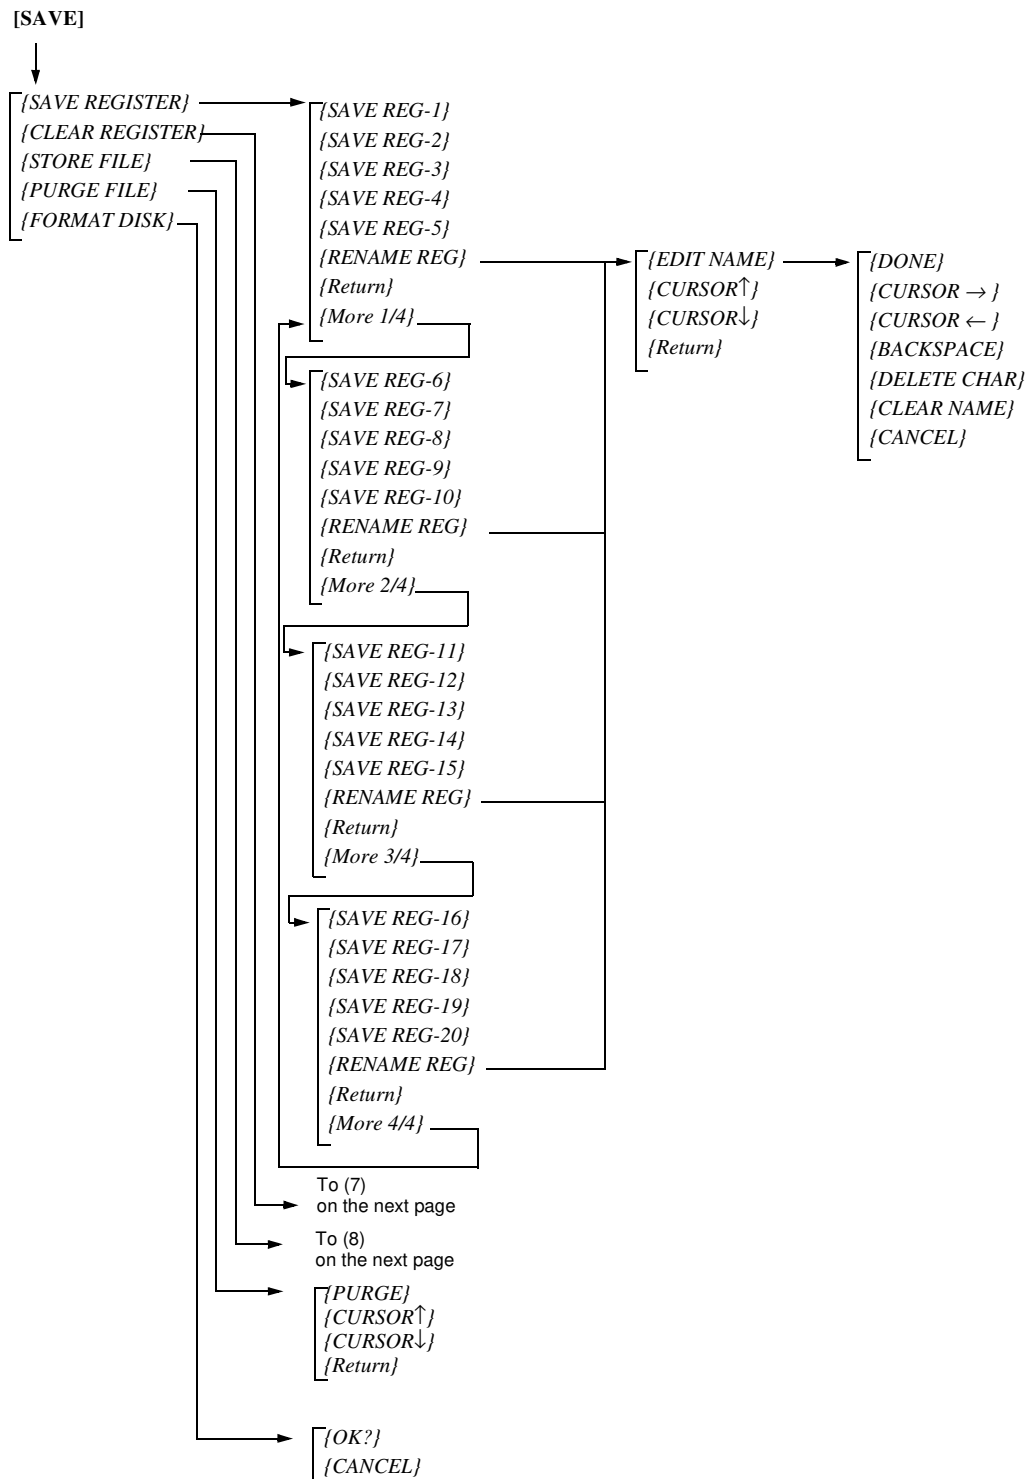 [SAVE]
{SAVE REGISTER}
{CLEAR REGISTER}
{STORE FILE}
{PURGE FILE}
{FORMAT DISK}
{SAVE REG-1}
{SAVE REG-2}
{SAVE REG-3}
{SAVE REG-4}
{SAVE REG-5}
{RENAME REG}
{Return}
{More 1/4}
{SAVE REG-6}
{SAVE REG-7}
{SAVE REG-8}
{SAVE REG-9}
{SAVE REG-10}
{RENAME REG}
{Return}
{More 2/4}
{SAVE REG-11}
{SAVE REG-12}
{SAVE REG-13}
{SAVE REG-14}
{SAVE REG-15}
{RENAME REG}
{Return}
{More 3/4}
{SAVE REG-16}
{SAVE REG-17}
{SAVE REG-18}
{SAVE REG-19}
{SAVE REG-20}
{RENAME REG}
{Return}
{More 4/4}
{EDIT NAME}
{CURSOR↑}
{CURSOR↓}
{Return}
{DONE}
{CURSOR → }
{CURSOR ← }
{BACKSPACE}
{DELETE CHAR}
{CLEAR NAME}
{CANCEL}
To (7)
on the next page
To (8)
on the next page
{PURGE}
{CURSOR↑}
{CURSOR↓}
{Return}
{OK?}
{CANCEL}